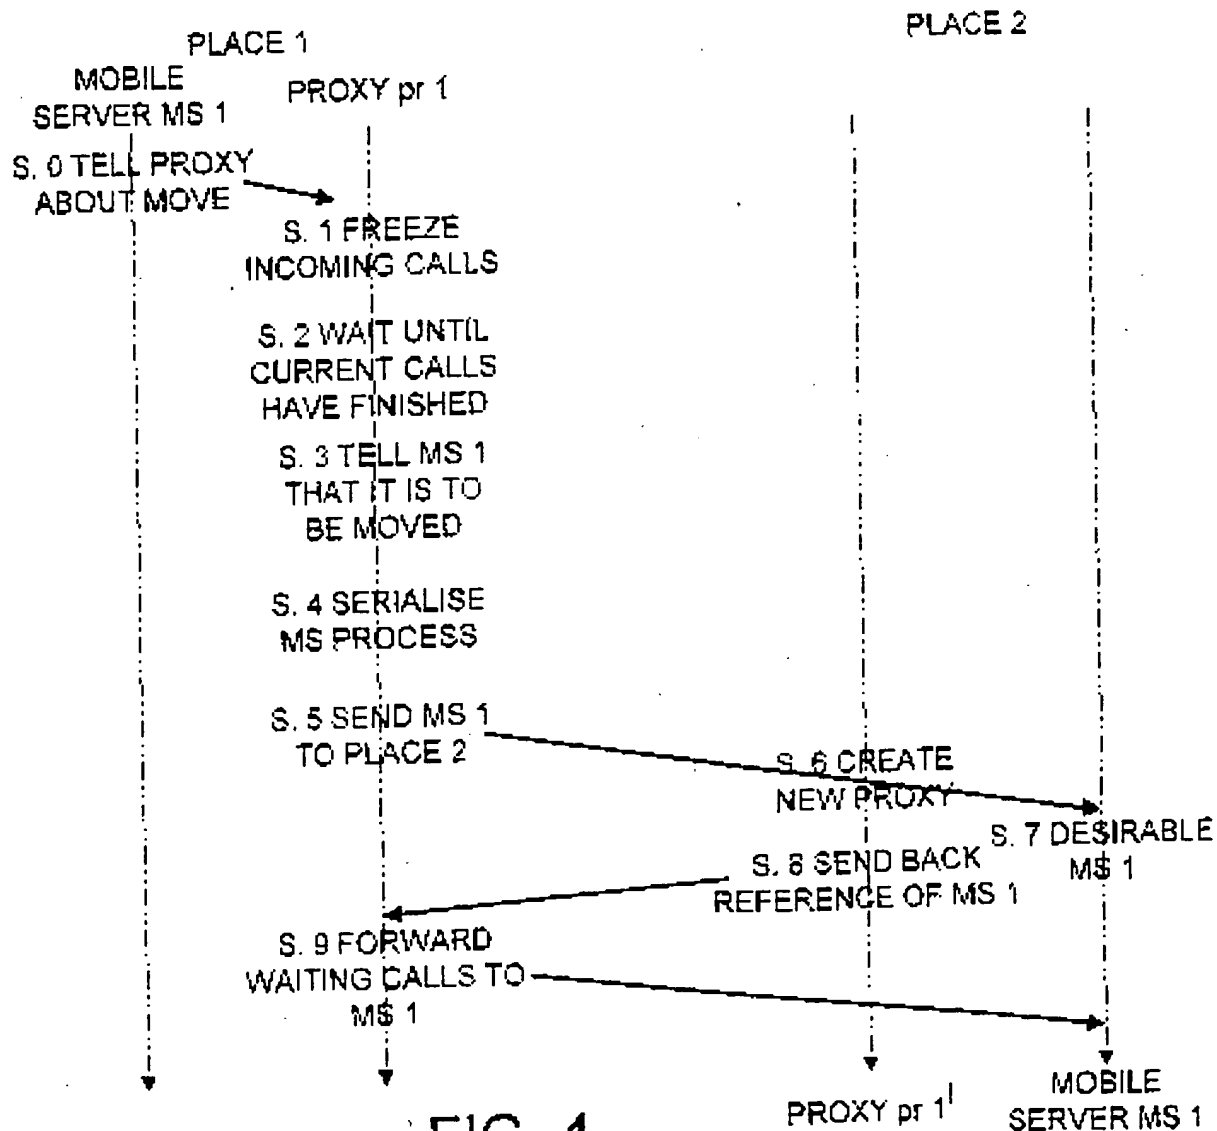 PLACE 1
PLACE 2
MOBILE
SERVER MS 1
PROXY pr 1
S. 0 TELL PROXY
ABOUT MOVE
S. 1 FREEZE
INCOMING CALLS
S. 2 WAIT UNTIL
CURRENT CALLS
HAVE FINISHED
S. 3 TELL MS 1
THAT IT IS TO
BE MOVED
S. 4 SERIALISE
MS PROCESS
S. 5 SEND MS 1
TO PLACE 2
S. 6 CREATE
NEW PROXY
S. 7 DESIRABLE
MS 1
S. 8 SEND BACK
REFERENCE OF MS 1
S. 9 FORWARD
WAITING CALLS TO
MS 1
PROXY pr 1'
MOBILE
SERVER MS 1